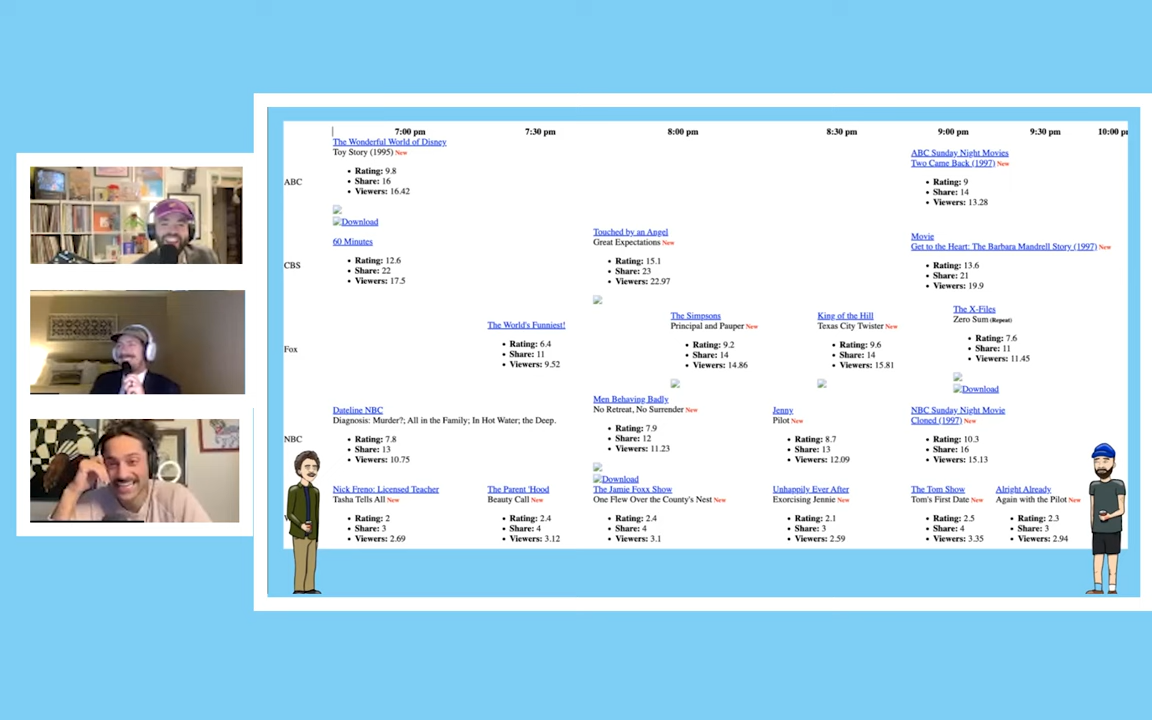 7:00 pm 7:30 pm 8:00 pm 8:30 pm 9:00 pm 9:30 pm 10:00
ABC
The Wonderful World of Disney
Toy Story (1995) New
• Rating: 9.8
• Share: 16
• Viewers: 16.42
Download
ABC Sunday Night Movies
Two Came Back (1997) New
• Rating: 9
• Share: 14
• Viewers: 13.28
CBS
60 Minutes
• Rating: 12.6
• Share: 22
• Viewers: 17.5
Touched by an Angel
Great Expectations New
• Rating: 15.1
• Share: 23
• Viewers: 22.97
Movie
Get to the Heart: The Barbara Mandrell Story (1997) New
• Rating: 13.6
• Share: 21
• Viewers: 19.9
Fox
The World's Funniest!
• Rating: 6.4
• Share: 11
• Viewers: 9.52
The Simpsons
Principal and Pauper New
• Rating: 9.2
• Share: 14
• Viewers: 14.86
King of the Hill
Texas City Twister New
• Rating: 9.6
• Share: 14
• Viewers: 15.81
The X-Files
Zero Sum (Repeat)
• Rating: 7.6
• Share: 11
• Viewers: 11.45
Download
NBC
Dateline NBC
Diagnosis: Murder?; All in the Family; In Hot Water; the Deep.
• Rating: 7.8
• Share: 13
• Viewers: 10.75
Men Behaving Badly
No Retreat, No Surrender New
• Rating: 7.9
• Share: 12
• Viewers: 11.23
Download
Jenny
Pilot New
• Rating: 8.7
• Share: 13
• Viewers: 12.09
NBC Sunday Night Movie
Cloned (1997) New
• Rating: 10.3
• Share: 16
• Viewers: 15.13
Nick Freno: Licensed Teacher
Tasha Tells All New
• Rating: 2
• Share: 3
• Viewers: 2.69
The Parent 'Hood
Beauty Call New
• Rating: 2.4
• Share: 4
• Viewers: 3.12
The Jamie Foxx Show
One Flew Over the County's Nest New
• Rating: 2.4
• Share: 4
• Viewers: 3.1
Unhappily Ever After
Exorcising Jennie New
• Rating: 2.1
• Share: 3
• Viewers: 2.59
The Tom Show
Tom's First Date New
• Rating: 2.5
• Share: 4
• Viewers: 3.35
Alright Already
Again with the Pilot New
• Rating: 2.3
• Share: 3
• Viewers: 2.94